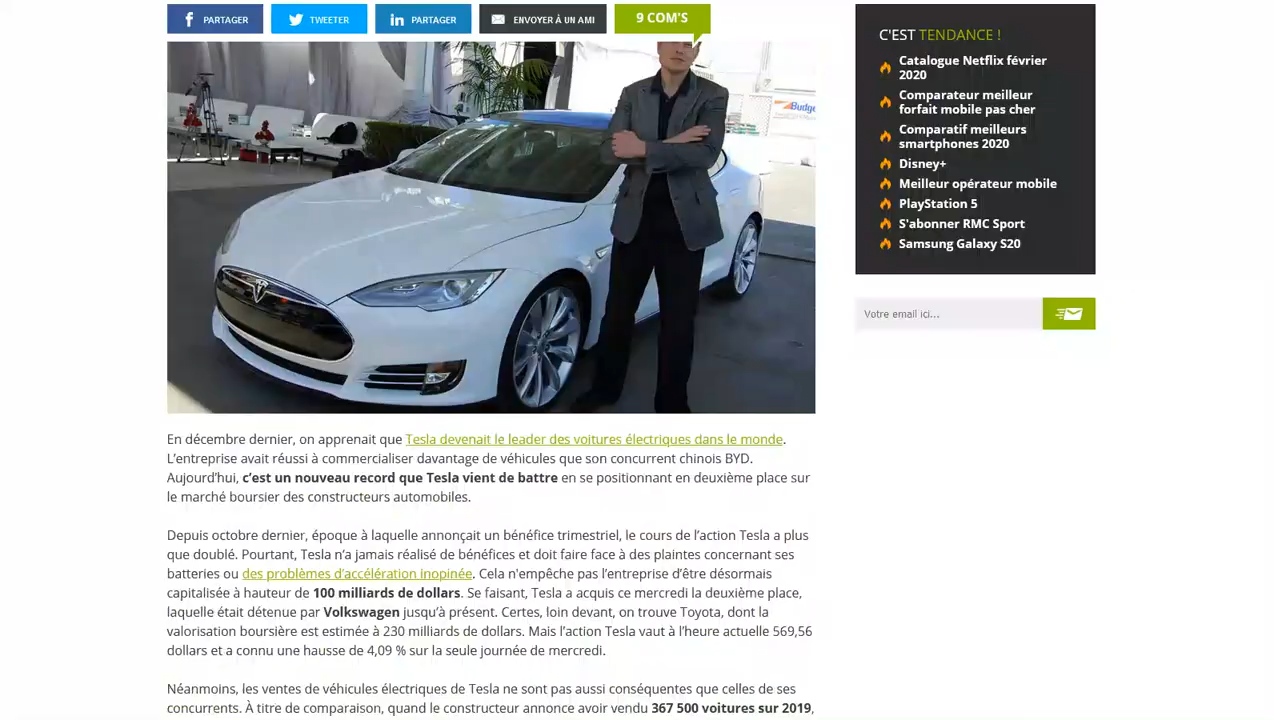 PARTAGER
TWEETER
PARTAGER
ENVOYER À UN AMI
9 COM'S
Budget
En décembre dernier, on apprenait que Tesla devenait le leader des voitures électriques dans le monde.
L’entreprise avait réussi à commercialiser davantage de véhicules que son concurrent chinois BYD.
Aujourd’hui, c’est un nouveau record que Tesla vient de battre en se positionnant en deuxième place sur
le marché boursier des constructeurs automobiles.
Depuis octobre dernier, époque à laquelle annonçait un bénéfice trimestriel, le cours de l’action Tesla a plus
que doublé. Pourtant, Tesla n’a jamais réalisé de bénéfices et doit faire face à des plaintes concernant ses
batteries ou des problèmes d’accélération inopinée. Cela n'empêche pas l’entreprise d’être désormais
capitalisée à hauteur de 100 milliards de dollars. Se faisant, Tesla a acquis ce mercredi la deuxième place,
laquelle était détenue par Volkswagen jusqu’à présent. Certes, loin devant, on trouve Toyota, dont la
valorisation boursière est estimée à 230 milliards de dollars. Mais l’action Tesla vaut à l’heure actuelle 569,56
dollars et a connu une hausse de 4,09 % sur la seule journée de mercredi.
Néanmoins, les ventes de véhicules électriques de Tesla ne sont pas aussi conséquentes que celles de ses
concurrents. À titre de comparaison, quand le constructeur annonce avoir vendu 367 500 voitures sur 2019,
C'EST TENDANCE !
Catalogue Netflix février
2020
Comparateur meilleur
forfait mobile pas cher
Comparatif meilleurs
smartphones 2020
Disney+
Meilleur opérateur mobile
PlayStation 5
S'abonner RMC Sport
Samsung Galaxy S20
Votre email ici...